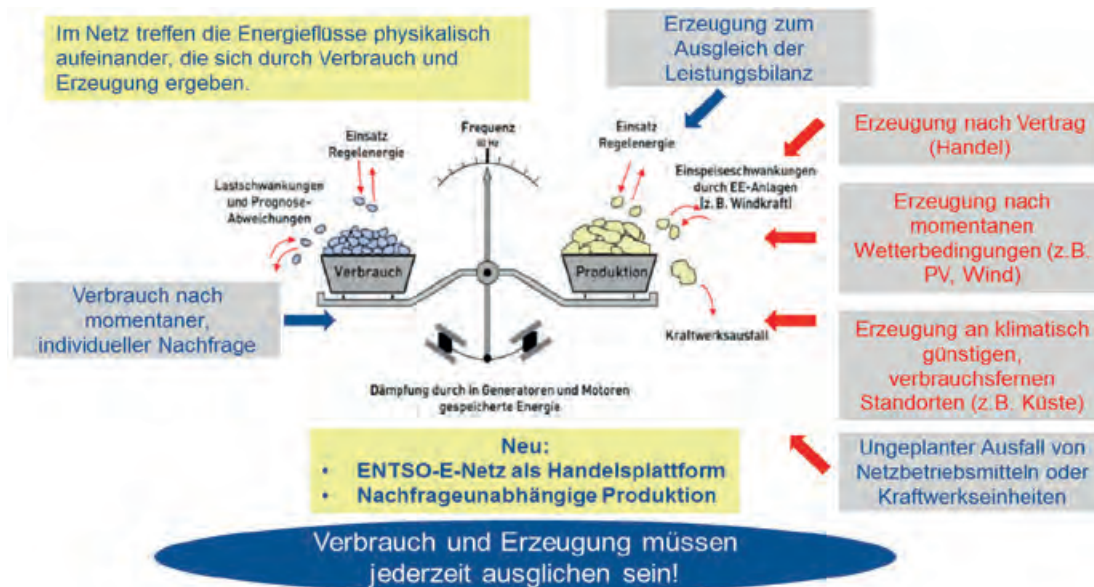 Im Netz treffen die Energieflüsse physikalisch
aufeinander, die sich durch Verbrauch und
Erzeugung ergeben.
Erzeugung zum
Ausgleich der
Leistungsbilanz
Einsatz
Regelenergie
Frequenz
50 Hz
Einsatz
Regelenergie
Lastschwankungen
und Prognose-
Abweichungen
Einspeiseschwankungen
durch EE-Anlagen
(z.B. Windkraft)
Verbrauch
Produktion
Kraftwerksausfall
Verbrauch nach
momentaner,
individueller Nachfrage
Dämpfung durch in Generatoren und Motoren
gespeicherte Energie
Erzeugung nach Vertrag
(Handel)
Erzeugung nach
momentanen
Wetterbedingungen (z.B.
PV, Wind)
Erzeugung an klimatisch
günstigen,
verbrauchsfernen
Standorten (z.B. Küste)
Ungeplanter Ausfall von
Netzbetriebsmitteln oder
Kraftwerkseinheiten
Neu:
• ENTSO-E-Netz als Handelsplattform
• Nachfrageunabhängige Produktion
Verbrauch und Erzeugung müssen
jederzeit ausglichen sein!